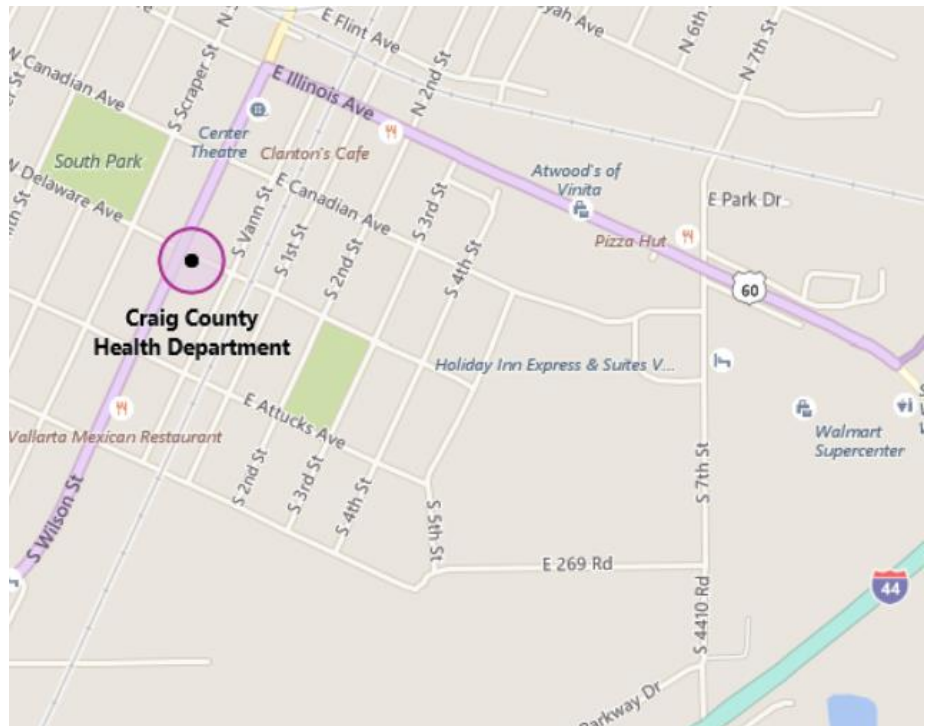 E Flint Ave
yah Ave
N 6th
N 7th St
W Canadian Ave
S Scraper St
N 2nd St
E Illinois Ave
Center
Theatre
Clanton's Cafe
South Park
Atwood's of
Vinita
E Park Dr
W Delaware Ave
E Canadian Ave
S Vann St
S 1st St
S 2nd St
S 3rd St
S 4th St
Pizza Hut
60
Craig County
Health Department
Holiday Inn Express & Suites V...
E Attucks Ave
Vallarta Mexican Restaurant
Walmart
Supercenter
S 2nd St
S 3rd St
S 4th St
S 5th St
S 7th St
S Wilson St
E 269 Rd
44
S 4410 Rd
Parkway Dr